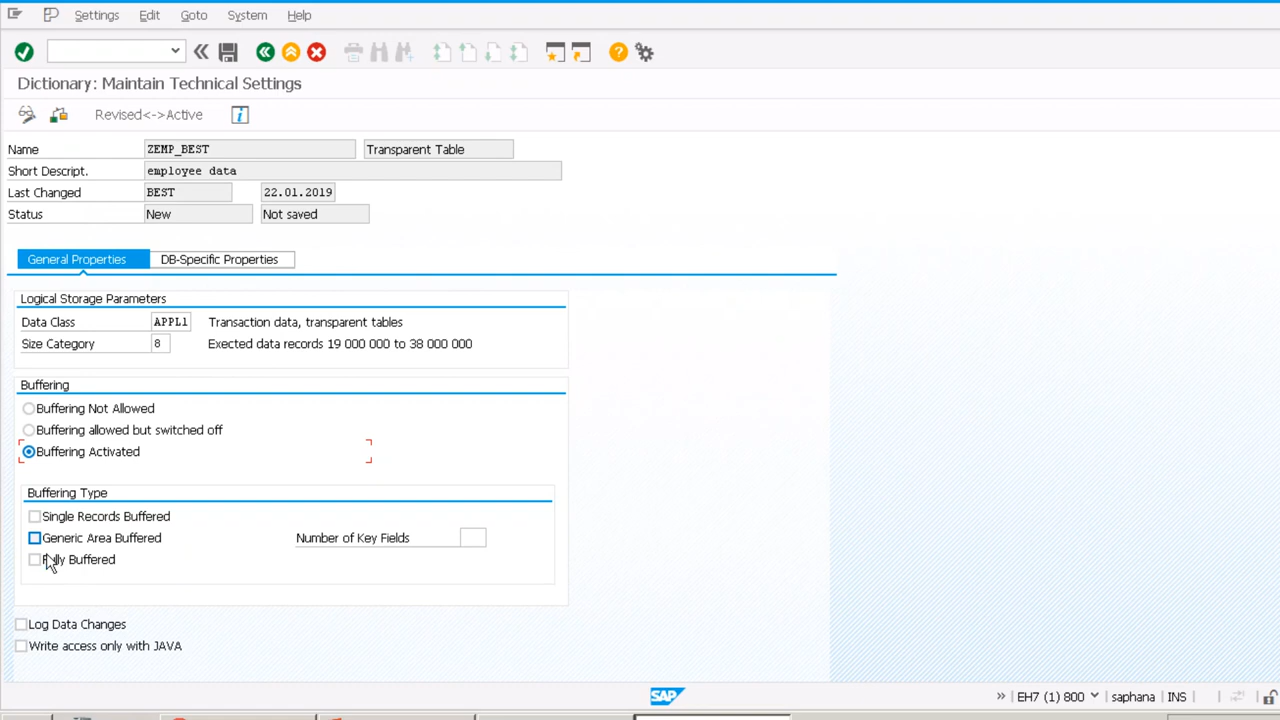 Settings Edit Goto System Help
Dictionary: Maintain Technical Settings
Revised<->Active
Name ZEMP_BEST Transparent Table
Short Descript. employee data
Last Changed BEST 22.01.2019
Status New Not saved
General Properties DB-Specific Properties
Logical Storage Parameters
Data Class APPL1 Transaction data, transparent tables
Size Category 8 Exected data records 19 000 000 to 38 000 000
Buffering
Buffering Not Allowed
Buffering allowed but switched off
Buffering Activated
Buffering Type
Single Records Buffered
Generic Area Buffered Number of Key Fields
Fully Buffered
Log Data Changes
Write access only with JAVA
SAP EH7 (1) 800 saphana INS